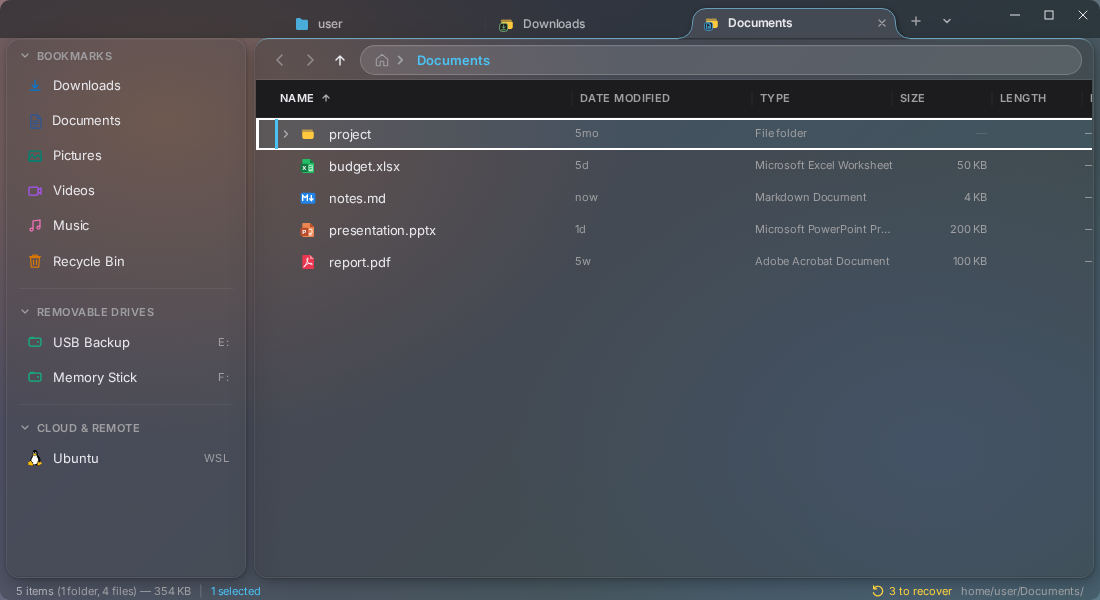 user
Downloads
Documents
BOOKMARKS
Downloads
Documents
Pictures
Videos
Music
Recycle Bin
REMOVABLE DRIVES
USB Backup E:
Memory Stick F:
CLOUD & REMOTE
Ubuntu WSL
Documents
NAME DATE MODIFIED TYPE SIZE LENGTH
project 5mo File folder —
budget.xlsx 5d Microsoft Excel Worksheet 50 KB
notes.md now Markdown Document 4 KB
presentation.pptx 1d Microsoft PowerPoint Pr... 200 KB
report.pdf 5w Adobe Acrobat Document 100 KB
5 items (1 folder, 4 files) — 354 KB | 1 selected
3 to recover home/user/Documents/